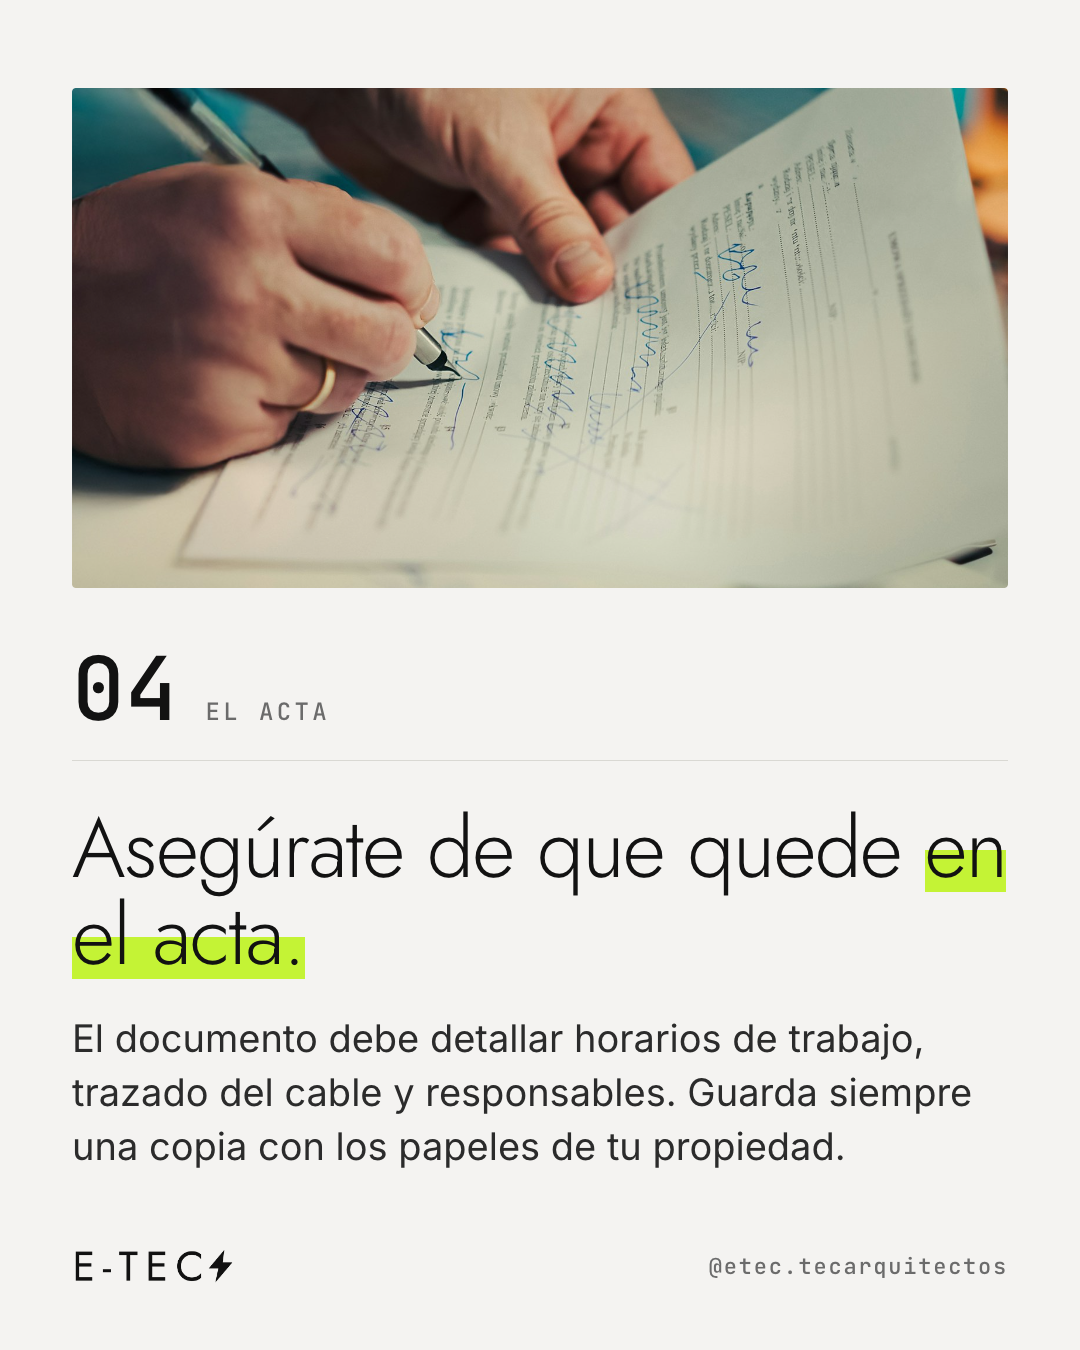 04 EL ACTA
Asegúrate de que quede en
el acta.
El documento debe detallar horarios de trabajo,
trazado del cable y responsables. Guarda siempre
una copia con los papeles de tu propiedad.
E-TEC
@etec.tecarquitectos